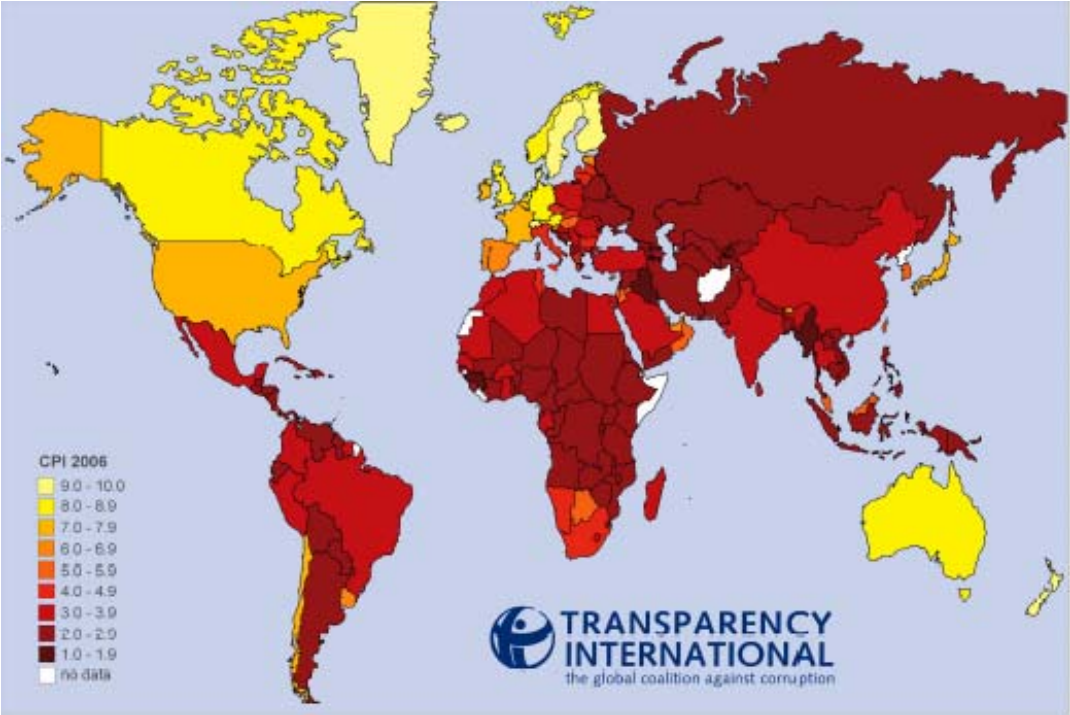 CPI 2006
9.0 - 10.0
8.0 - 8.9
7.0 - 7.9
6.0 - 6.9
5.0 - 5.9
4.0 - 4.9
3.0 - 3.9
2.0 - 2.9
1.0 - 1.9
no data
TRANSPARENCY
INTERNATIONAL
the global coalition against corruption